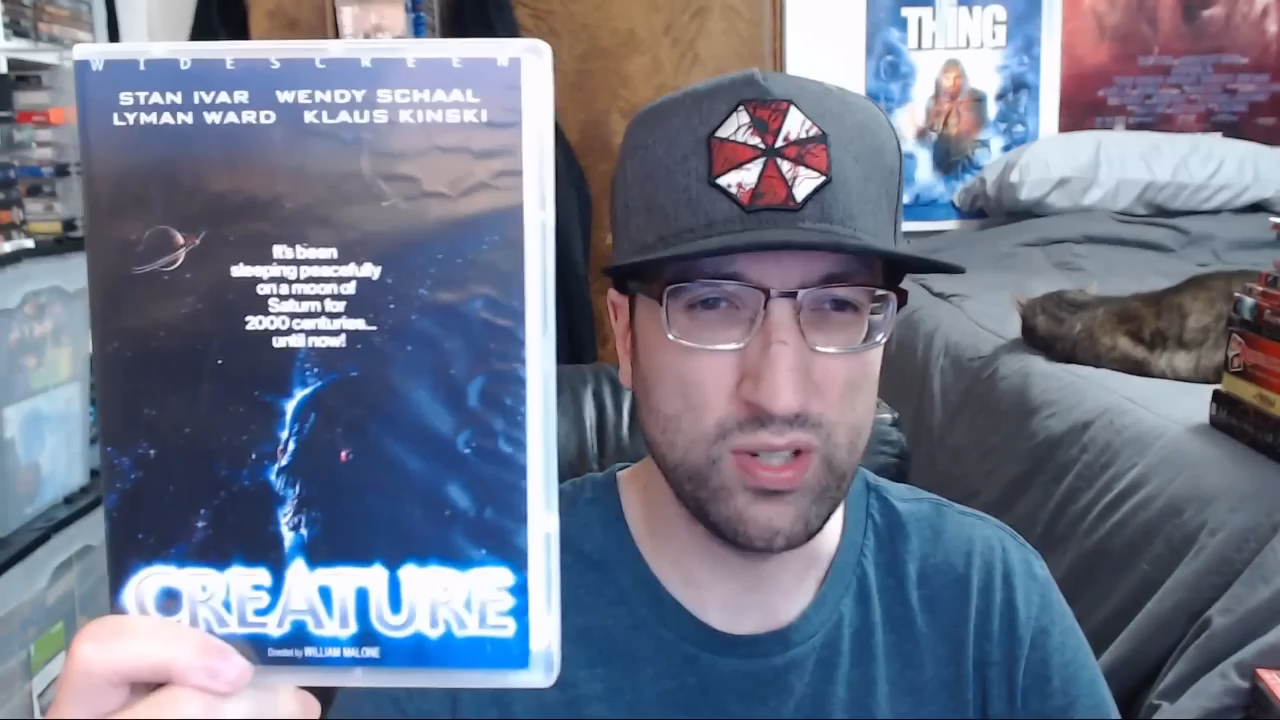 WIDESCREEN
STAN IVAR WENDY SCHAAL
LYMAN WARD KLAUS KINSKI
It's been
sleeping peacefully
on a moon of
Saturn for
2000 centuries...
until now!
CREATURE
Directed by WILLIAM MALONE
THING